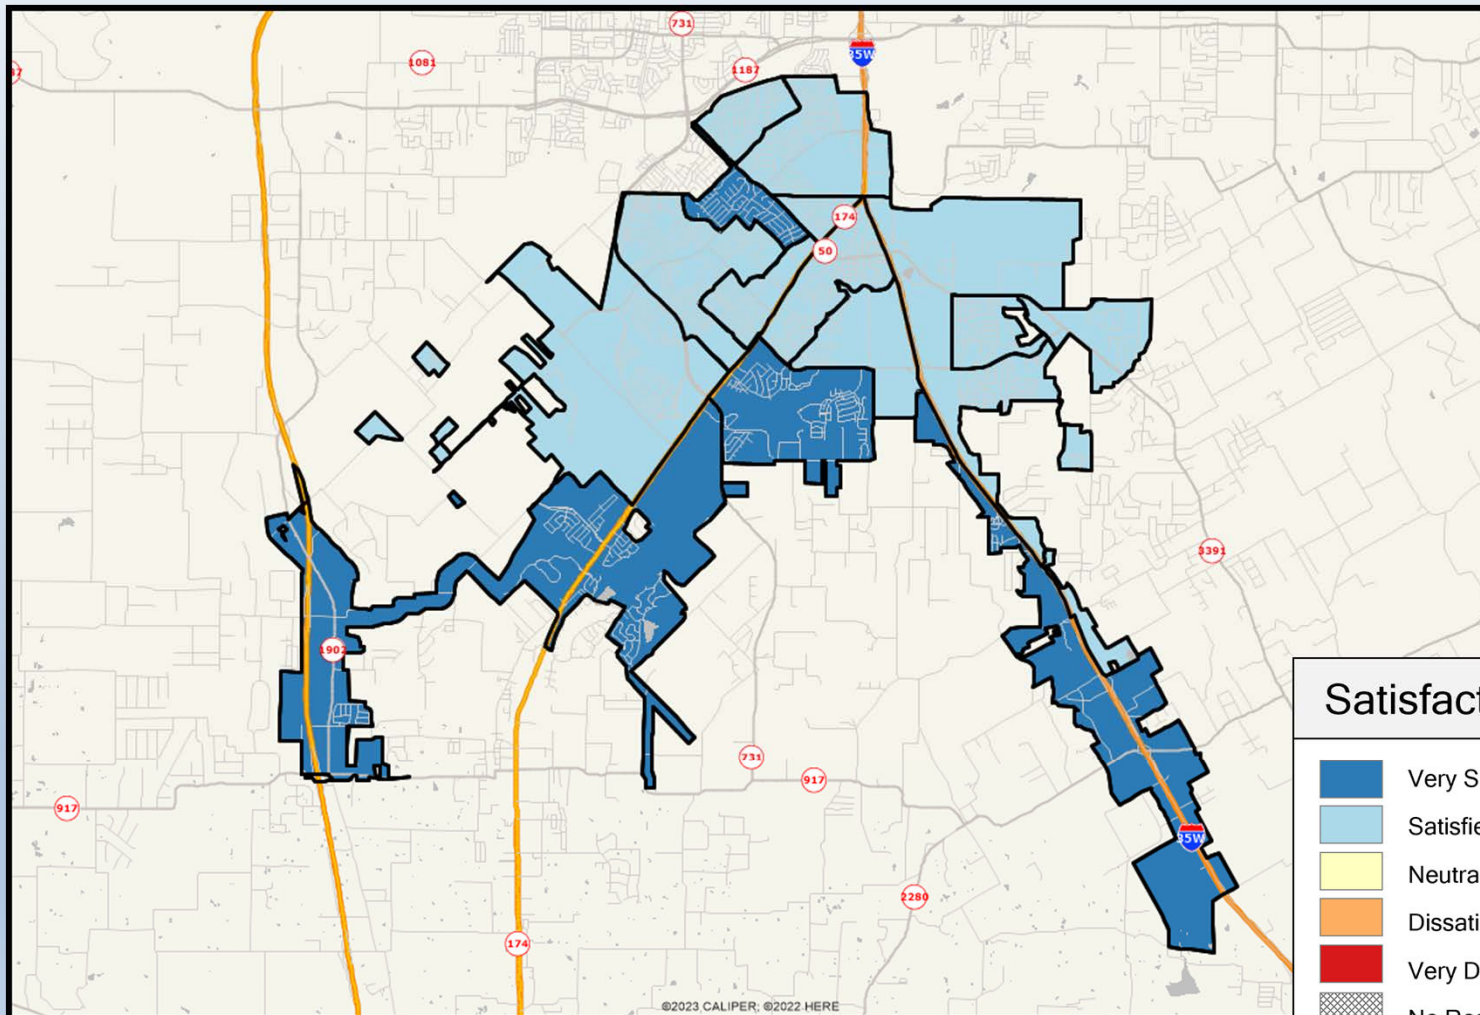 731
35W
1081
1187
174
50
3391
1902
731
917
917
35W
2280
174
©2023 CALIPER; ©2022 HERE
Satisfact
Very S
Satisfie
Neutra
Dissati
Very D